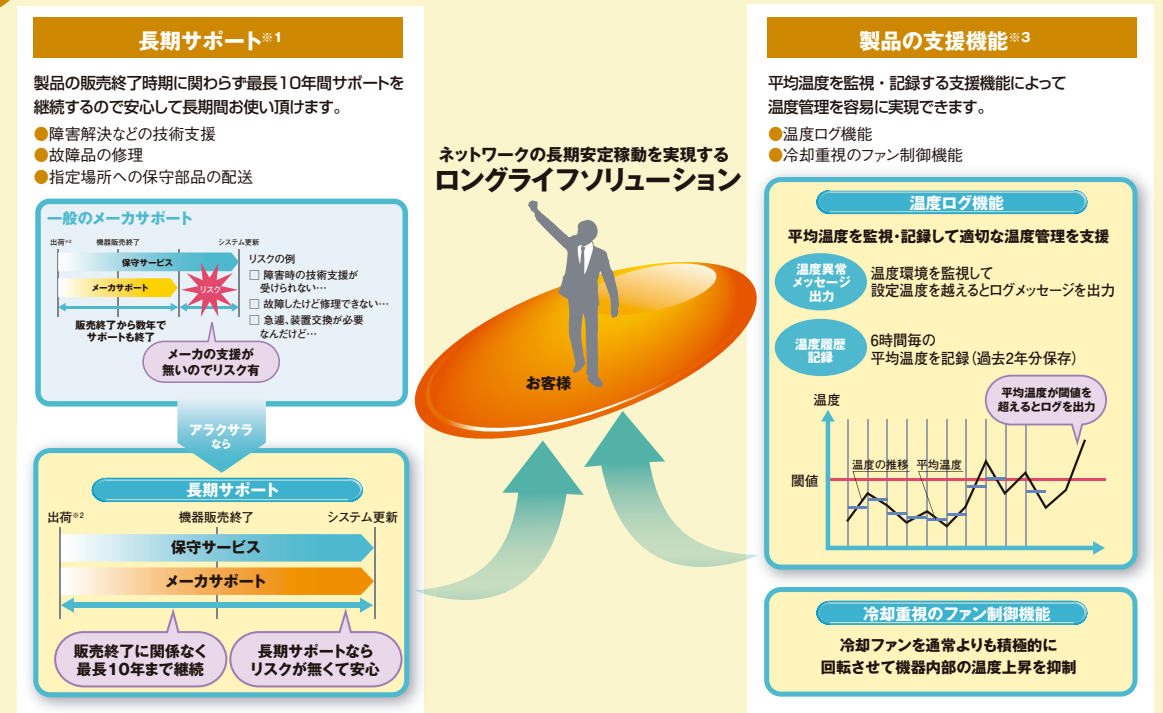 長期サポート※1
製品の販売終了時期に関わらず最長10年間サポートを
継続するので安心して長期間お使い頂けます。
●障害解決などの技術支援
●故障品の修理
●指定場所への保守部品の配送
一般のメーカサポート
出荷※2 機器販売終了 システム更新
保守サービス
メーカサポート
リスク
販売終了から数年で
サポートも終了
リスクの例
□ 障害時の技術支援が
受けられない…
□ 故障したけど修理できない…
□ 急遽、装置交換が必要
なんだけど…
メーカの支援が
無いのでリスク有
アラクサラ
なら
長期サポート
出荷※2 機器販売終了 システム更新
保守サービス
メーカサポート
販売終了に関係なく
最長10年まで継続
長期サポートなら
リスクが無くて安心
ネットワークの長期安定稼動を実現する
ロングライフソリューション
お客様
製品の支援機能※3
平均温度を監視・記録する支援機能によって
温度管理を容易に実現できます。
●温度ログ機能
●冷却重視のファン制御機能
温度ログ機能
平均温度を監視・記録して適切な温度管理を支援
温度異常
メッセージ
出力
温度環境を監視して
設定温度を越えるとログメッセージを出力
温度履歴
記録
6時間毎の
平均温度を記録（過去2年分保存）
平均温度が閾値を
超えるとログを出力
温度
温度の推移 平均温度
閾値
冷却重視のファン制御機能
冷却ファンを通常よりも積極的に
回転させて機器内部の温度上昇を抑制